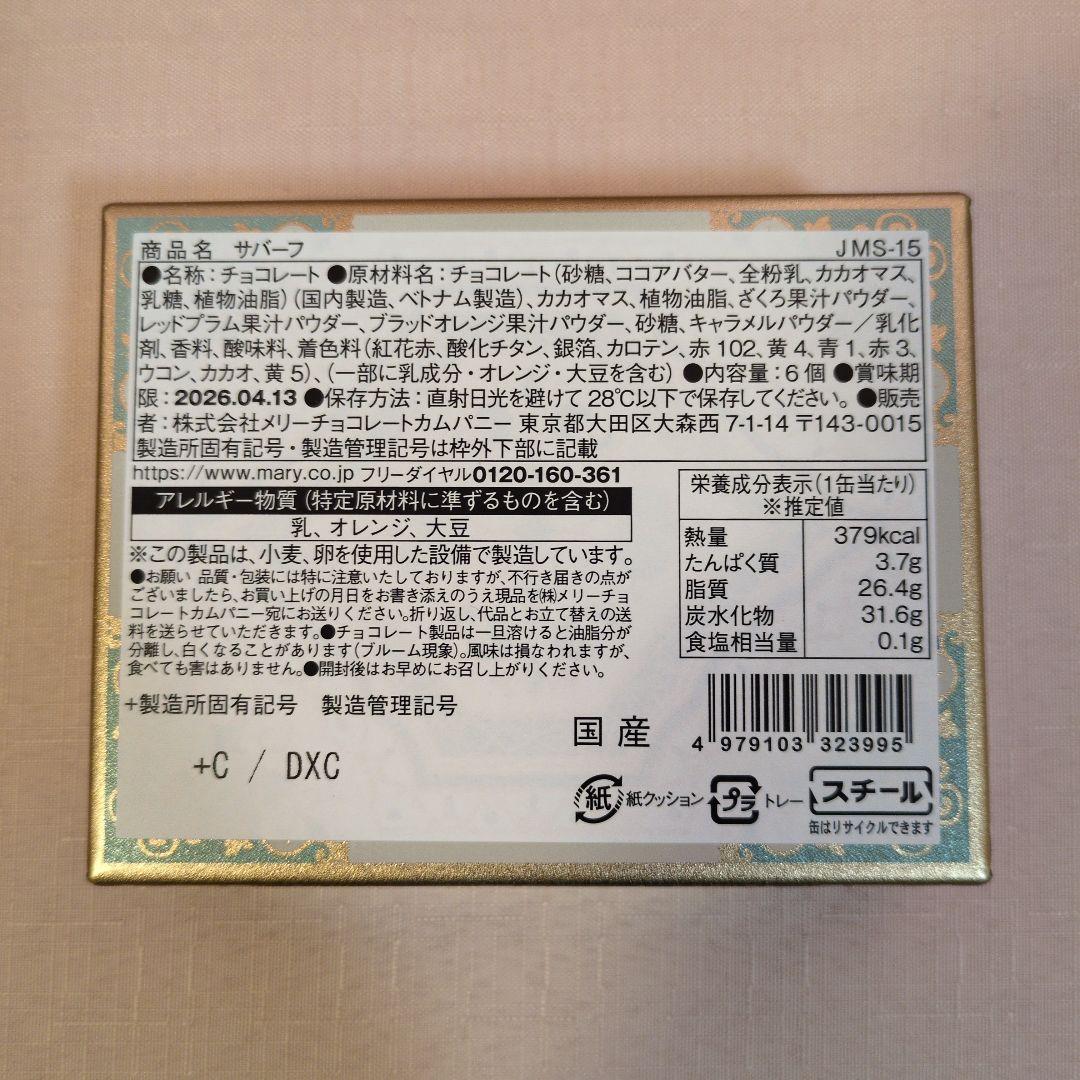 商品名 サバーフ JMS-15
●名称：チョコレート ●原材料名：チョコレート（砂糖、ココアバター、全粉乳、カカオマス、
乳糖、植物油脂）（国内製造、ベトナム製造）、カカオマス、植物油脂、ざくろ果汁パウダー、
レッドプラム果汁パウダー、ブラッドオレンジ果汁パウダー、砂糖、キャラメルパウダー／乳化
剤、香料、酸味料、着色料（紅花赤、酸化チタン、銀箔、カロテン、赤102、黄4、青1、赤3、
ウコン、カカオ、黄5）、（一部に乳成分・オレンジ・大豆を含む） ●内容量：6個 ●賞味期
限：2026.04.13 ●保存方法：直射日光を避けて28℃以下で保存してください。 ●販売
者：株式会社メリーチョコレートカムパニー 東京都大田区大森西7-1-14 〒143-0015
製造所固有記号・製造管理記号は枠外下部に記載
https://www.mary.co.jp フリーダイヤル0120-160-361
アレルギー物質（特定原材料に準ずるものを含む）
乳、オレンジ、大豆
※この製品は、小麦、卵を使用した設備で製造しています。
●お願い 品質・包装には特に注意いたしておりますが、不行き届きの点が
ございましたら、お買い上げの月日をお書き添えのうえ現品を㈱メリーチョ
コレートカムパニー宛にお送りください。折り返し、代品とお立て替えの送
料を送らせていただきます。●チョコレート製品は一旦溶けると油脂分が
分離し、白くなることがあります（ブルーム現象）。風味は損なわれますが、
食べても害はありません。●開封後はお早めにお召し上がりください。
+製造所固有記号 製造管理記号
+C / DXC
栄養成分表示（1缶当たり）
※推定値
熱量 379kcal
たんぱく質 3.7g
脂質 26.4g
炭水化物 31.6g
食塩相当量 0.1g
国産
4 979103 323995
紙 紙クッション プラ トレー スチール
缶はリサイクルできます